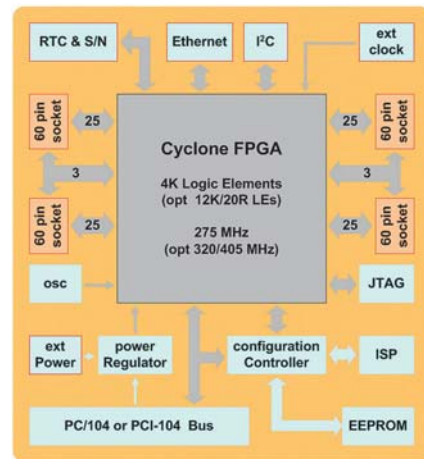 RTC & S/N
Ethernet
I²C
ext
clock
60 pin
socket
25
3
60 pin
socket
25
Cyclone FPGA
4K Logic Elements
(opt 12K/20R LEs)
275 MHz
(opt 320/405 MHz)
25
60 pin
socket
3
25
60 pin
socket
osc
JTAG
ext
Power
power
Regulator
configuration
Controller
ISP
PC/104 or PCI-104 Bus
EEPROM